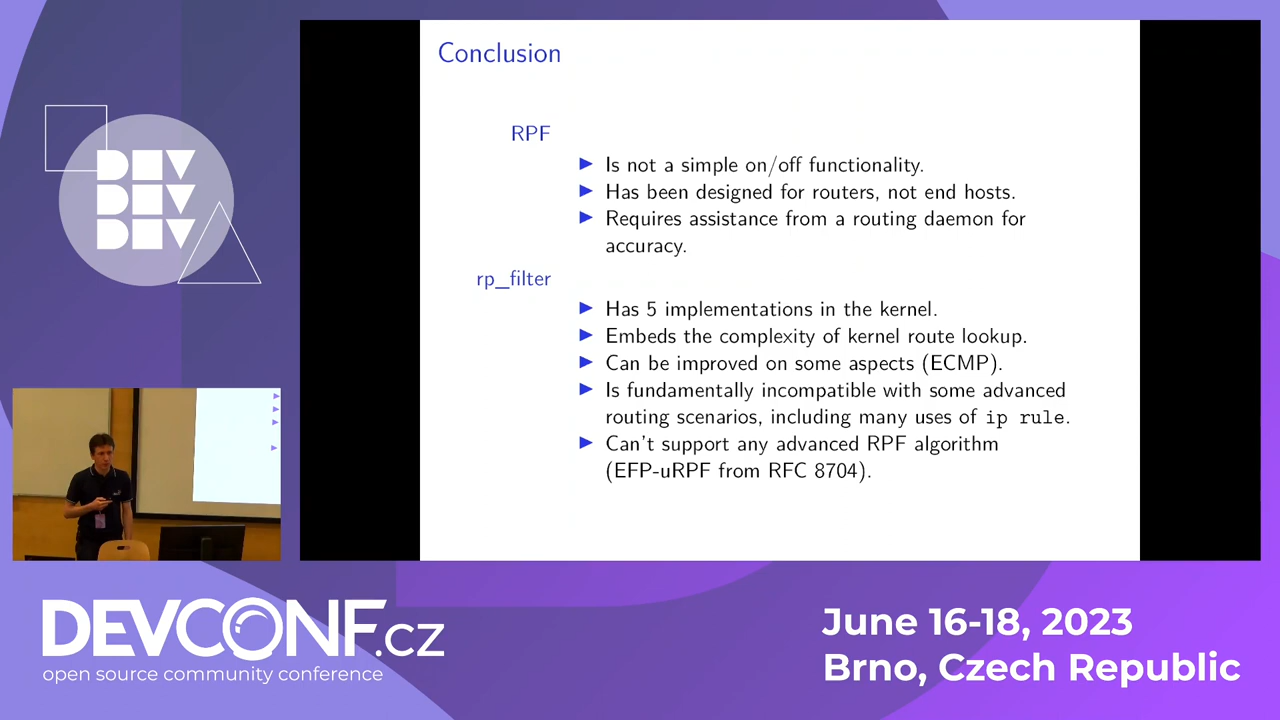 Conclusion
RPF
▶ Is not a simple on/off functionality.
▶ Has been designed for routers, not end hosts.
▶ Requires assistance from a routing daemon for
accuracy.
rp_filter
▶ Has 5 implementations in the kernel.
▶ Embeds the complexity of kernel route lookup.
▶ Can be improved on some aspects (ECMP).
▶ Is fundamentally incompatible with some advanced
routing scenarios, including many uses of ip rule.
▶ Can't support any advanced RPF algorithm
(EFP-uRPF from RFC 8704).
DEV
DEV
DEV
DEVCONF.cz
open source community conference
June 16-18, 2023
Brno, Czech Republic